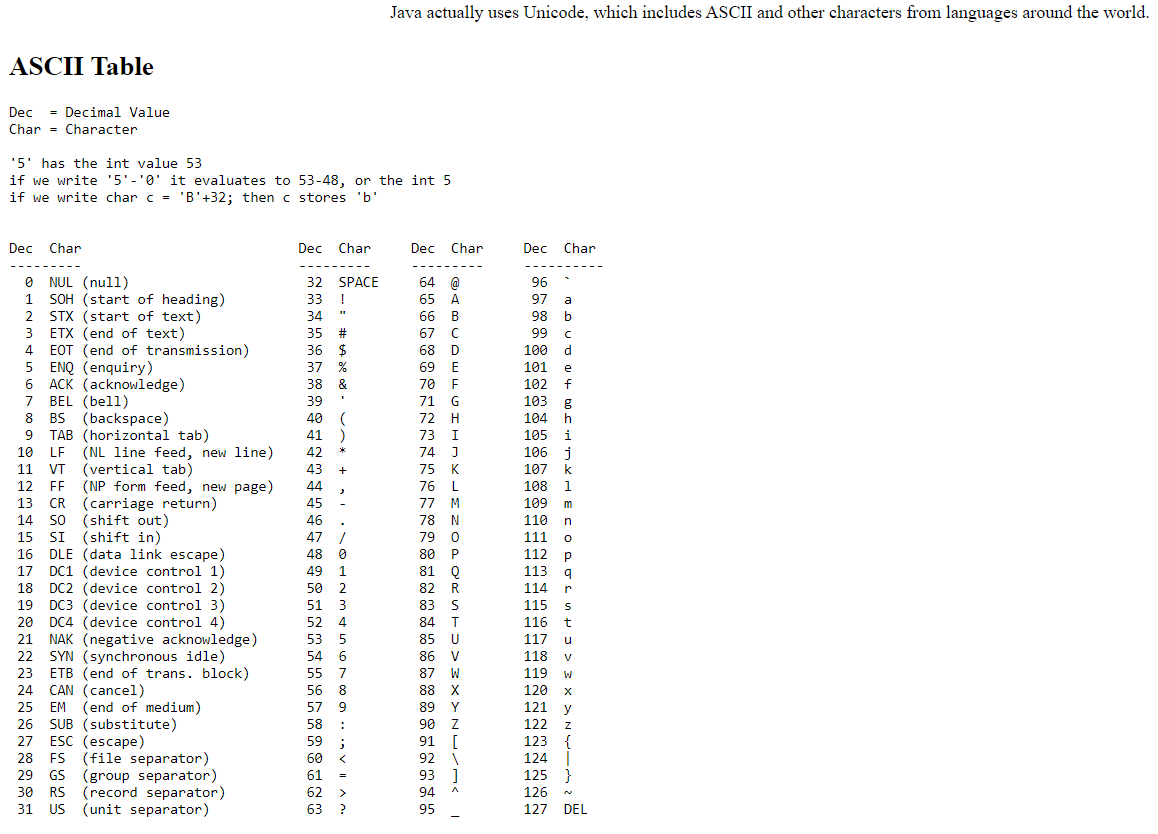 Java actually uses Unicode, which includes ASCII and other characters from languages around the world.
ASCII Table
Dec  = Decimal Value
Char = Character
'5' has the int value 53
if we write '5'-'0' it evaluates to 53-48, or the int 5
if we write char c = 'B'+32; then c stores 'b'
Dec  Char                           Dec  Char     Dec  Char     Dec  Char
---------                           ---------     ---------     ----------
  0  NUL (null)                      32  SPACE     64  @         96  `
  1  SOH (start of heading)          33  !         65  A         97  a
  2  STX (start of text)             34  "         66  B         98  b
  3  ETX (end of text)               35  #         67  C         99  c
  4  EOT (end of transmission)       36  $         68  D        100  d
  5  ENQ (enquiry)                   37  %         69  E        101  e
  6  ACK (acknowledge)               38  &         70  F        102  f
  7  BEL (bell)                      39  '         71  G        103  g
  8  BS  (backspace)                 40  (         72  H        104  h
  9  TAB (horizontal tab)            41  )         73  I        105  i
 10  LF  (NL line feed, new line)    42  *         74  J        106  j
 11  VT  (vertical tab)              43  +         75  K        107  k
 12  FF  (NP form feed, new page)    44  ,         76  L        108  l
 13  CR  (carriage return)           45  -         77  M        109  m
 14  SO  (shift out)                 46  .         78  N        110  n
 15  SI  (shift in)                  47  /         79  O        111  o
 16  DLE (data link escape)          48  0         80  P        112  p
 17  DC1 (device control 1)          49  1         81  Q        113  q
 18  DC2 (device control 2)          50  2         82  R        114  r
 19  DC3 (device control 3)          51  3         83  S        115  s
 20  DC4 (device control 4)          52  4         84  T        116  t
 21  NAK (negative acknowledge)      53  5         85  U        117  u
 22  SYN (synchronous idle)          54  6         86  V        118  v
 23  ETB (end of trans. block)       55  7         87  W        119  w
 24  CAN (cancel)                    56  8         88  X        120  x
 25  EM  (end of medium)             57  9         89  Y        121  y
 26  SUB (substitute)                58  :         90  Z        122  z
 27  ESC (escape)                    59  ;         91  [        123  {
 28  FS  (file separator)            60  <         92  \        124  |
 29  GS  (group separator)           61  =         93  ]        125  }
 30  RS  (record separator)          62  >         94  ^        126  ~
 31  US  (unit separator)            63  ?         95  _        127  DEL